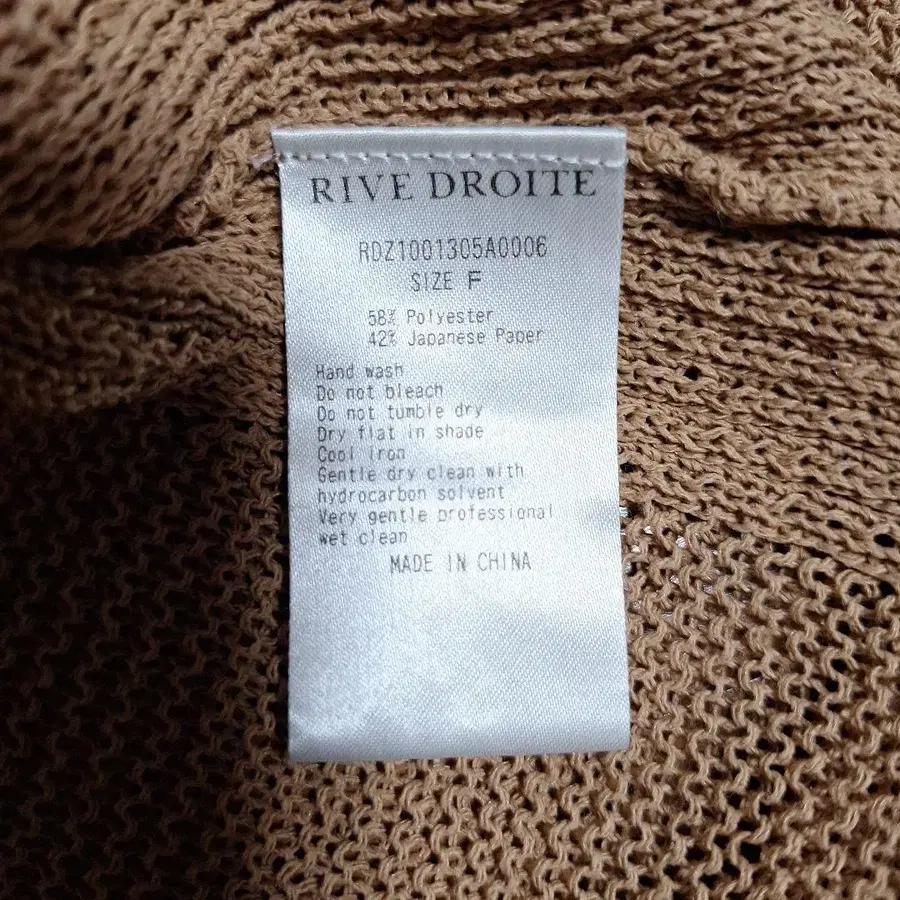 RIVE DROITE
RDZ1001305A0006
SIZE F
58% Polyester
42% Japanese Paper
Hand wash
Do not bleach
Do not tumble dry
Dry flat in shade
Cool iron
Gentle dry clean with
hydrocarbon solvent
Very gentle professional
wet clean
MADE IN CHINA